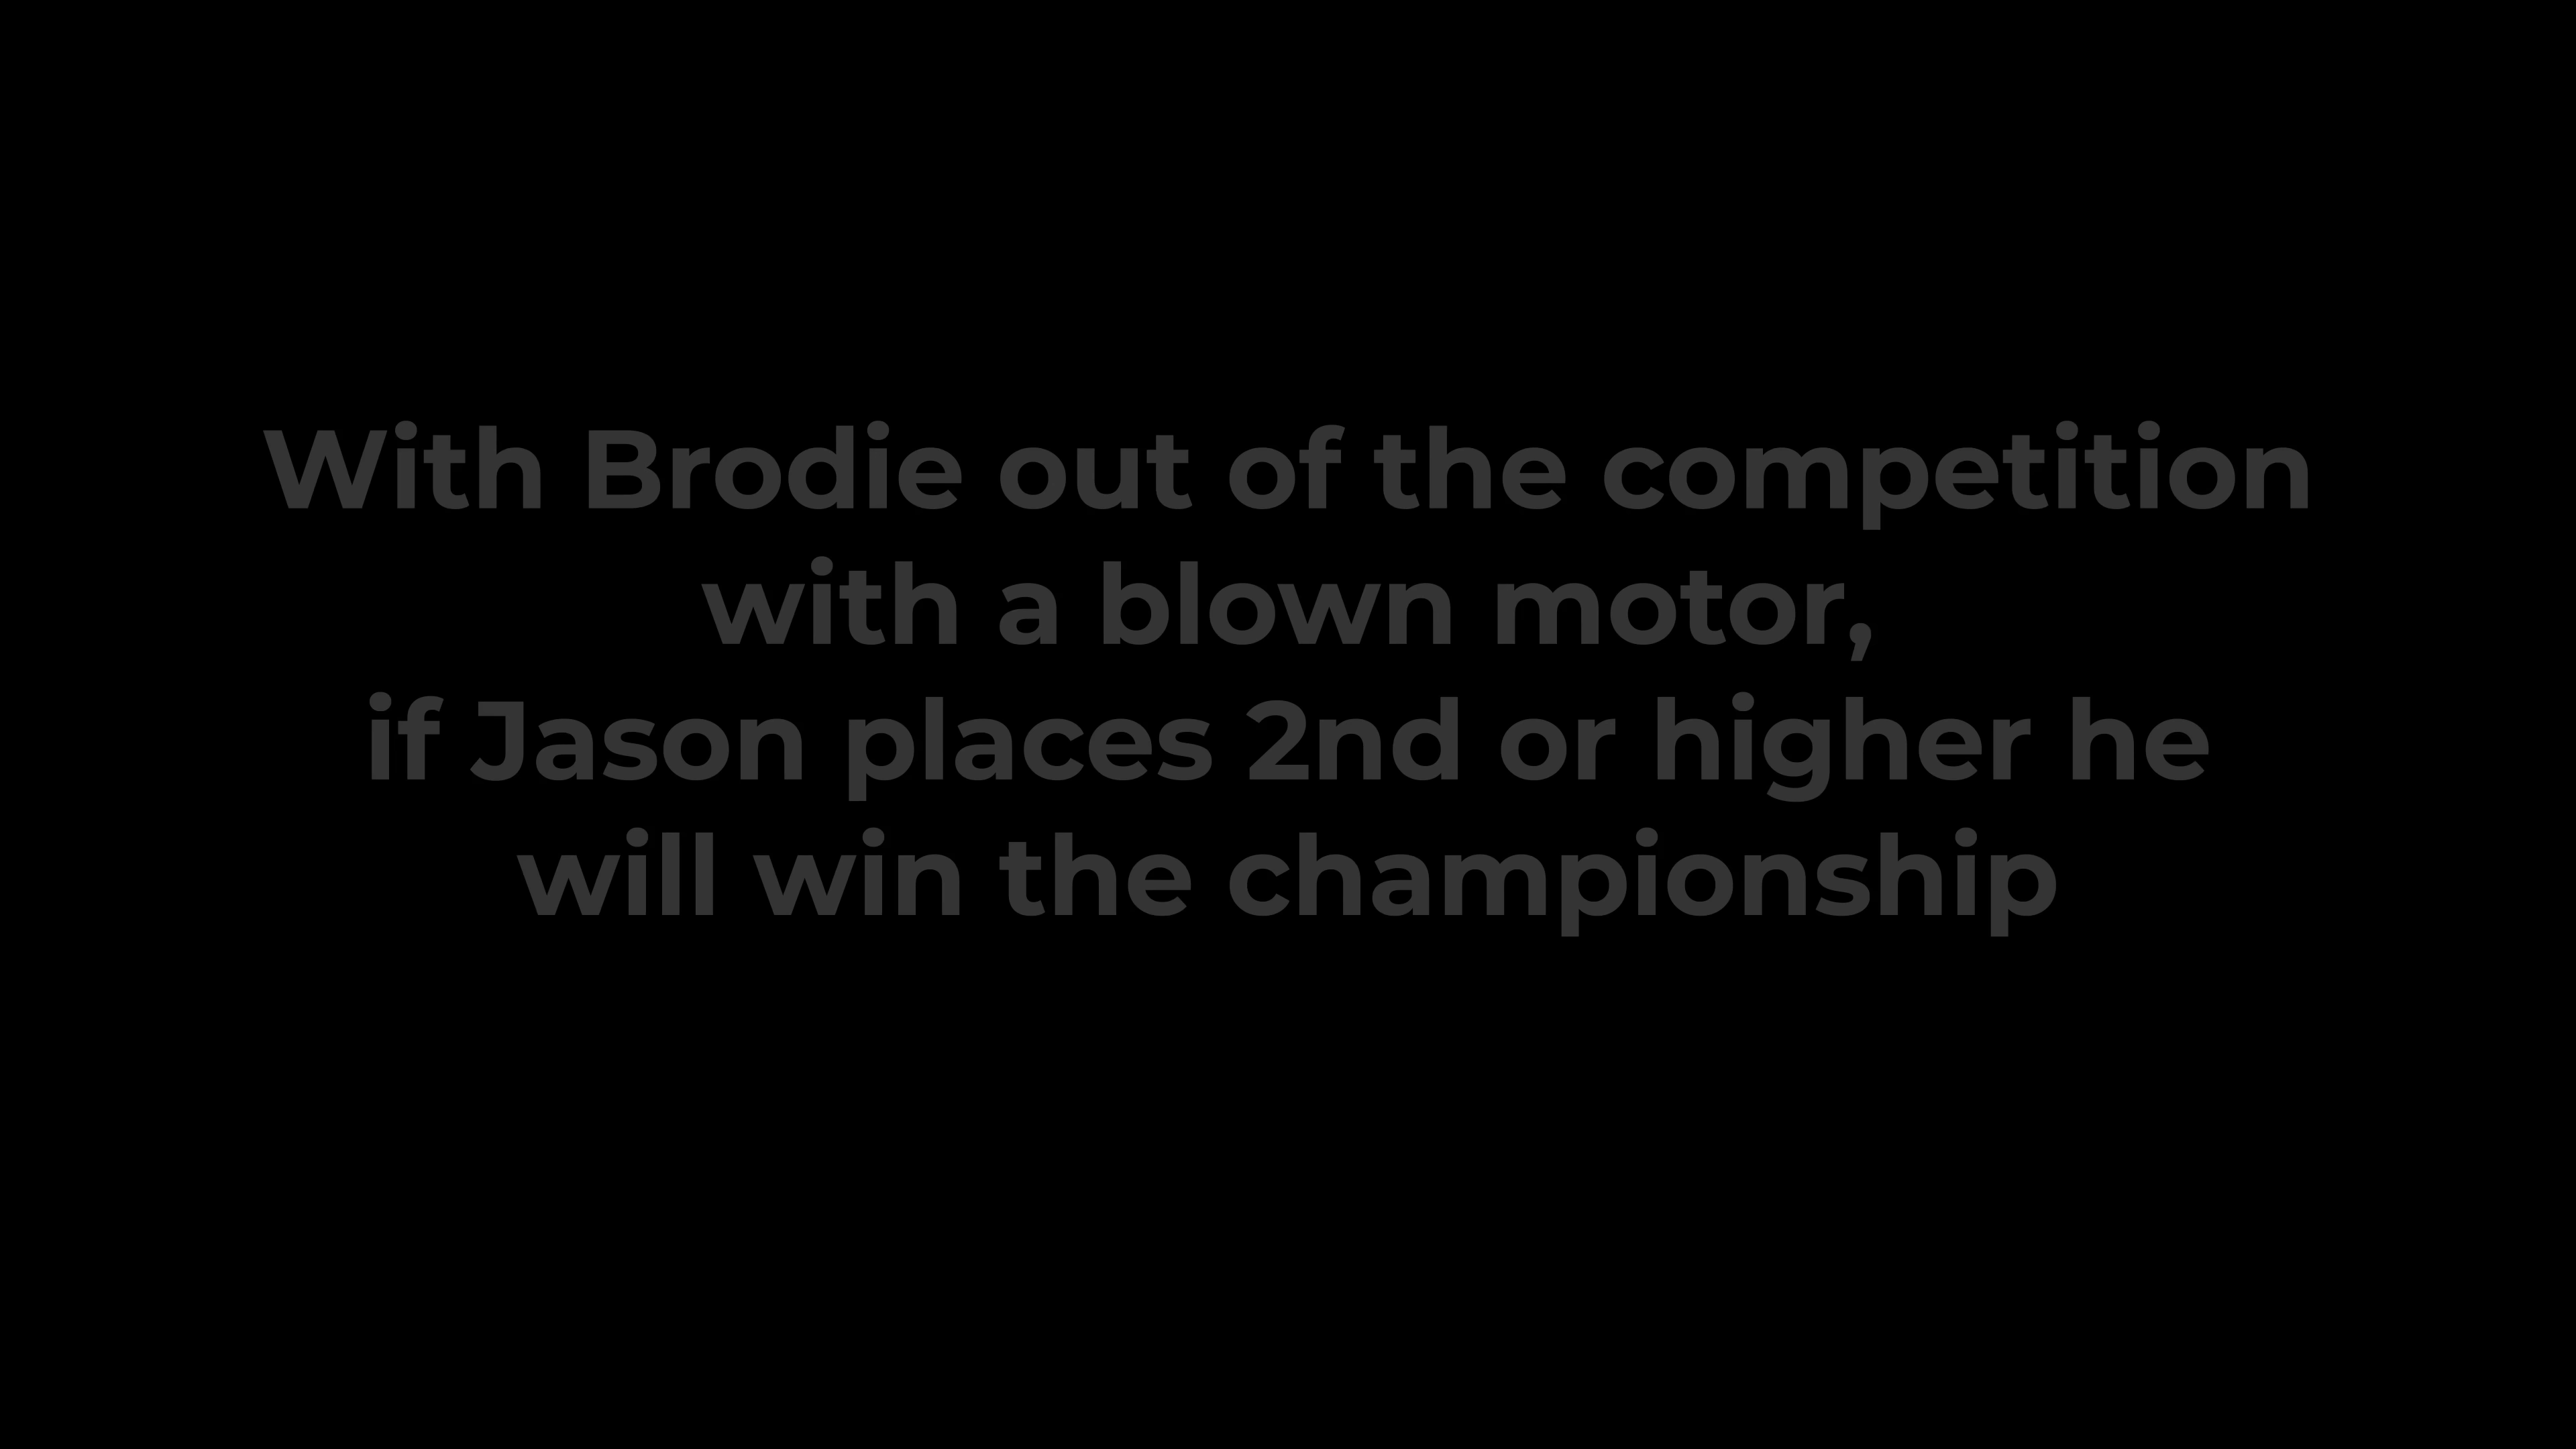 With Brodie out of the competition
with a blown motor,
if Jason places 2nd or higher he
will win the championship